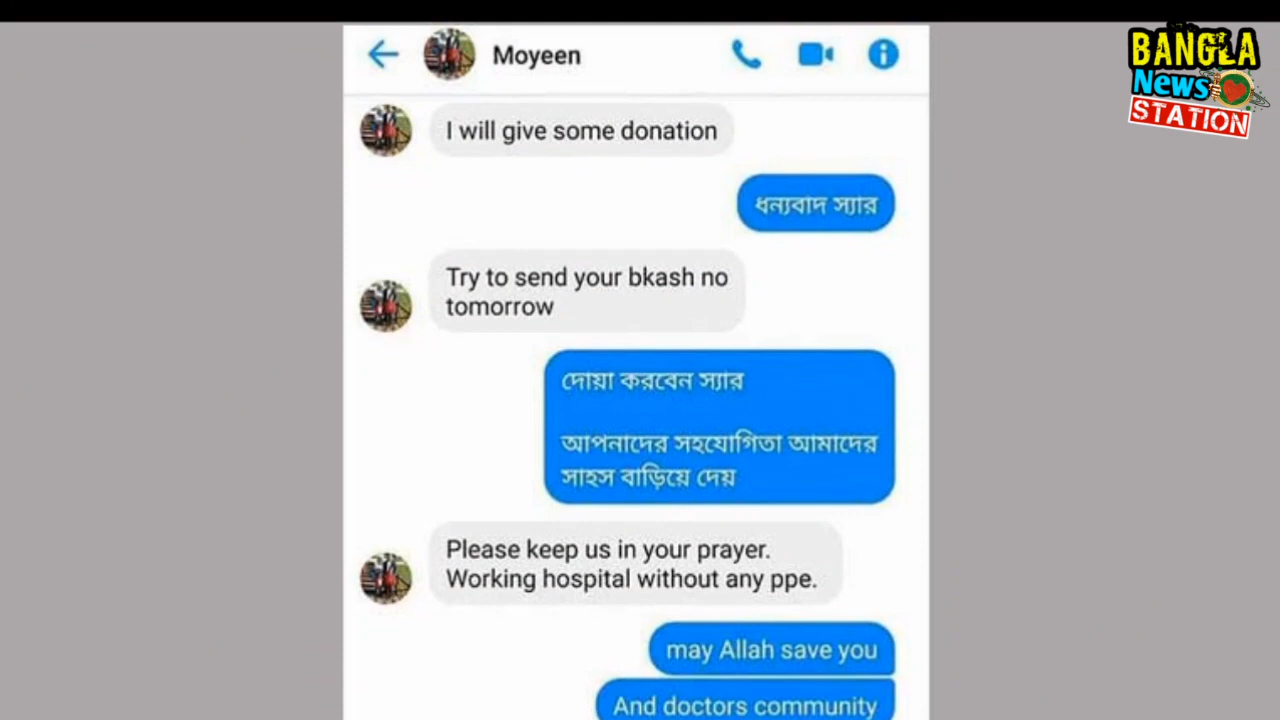 Moyeen
BANGLA
News
STATION
I will give some donation
ধন্যবাদ স্যার
Try to send your bkash no
tomorrow
দোয়া করবেন স্যার
আপনাদের সহযোগিতা আমাদের
সাহস বাড়িয়ে দেয়
Please keep us in your prayer.
Working hospital without any ppe.
may Allah save you
And doctors community